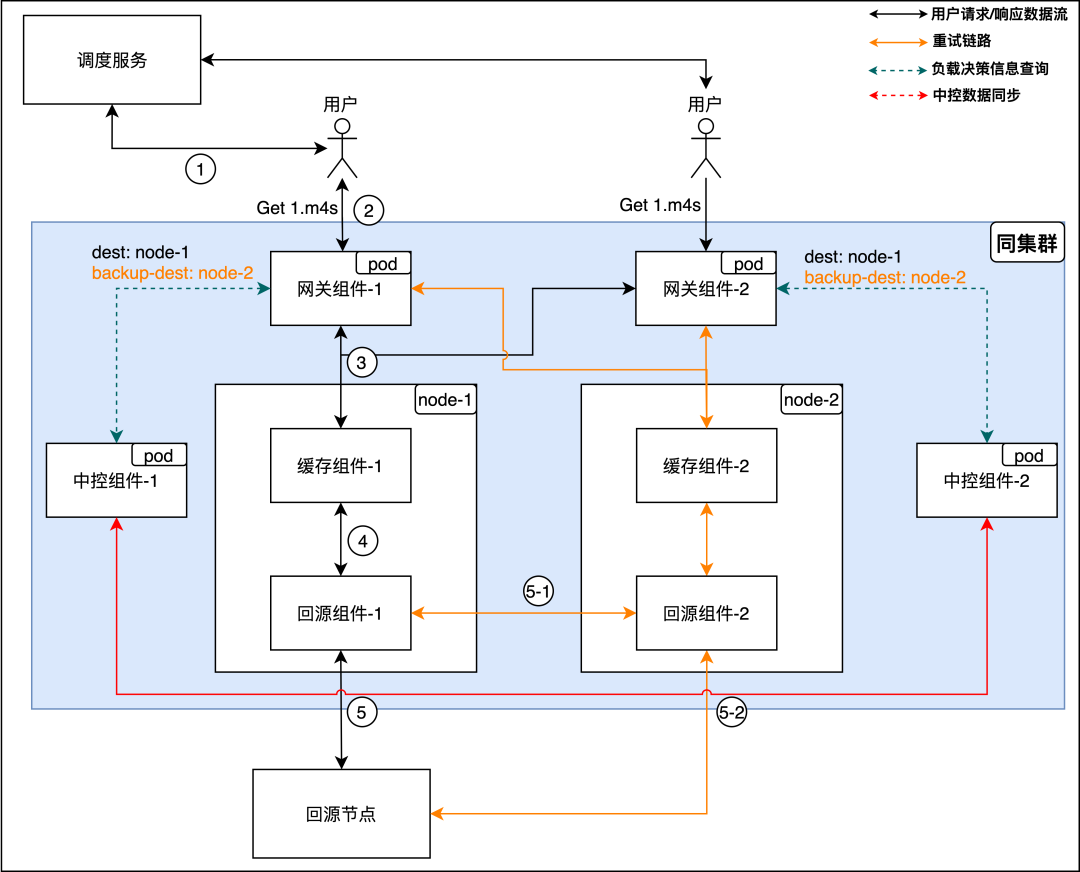 用户请求/响应数据流
重试链路
负载决策信息查询
中控数据同步
调度服务
用户
用户
1
Get 1.m4s
2
Get 1.m4s
同集群
dest: node-1
backup-dest: node-2
pod
网关组件-1
pod
网关组件-2
dest: node-1
backup-dest: node-2
3
node-1
node-2
pod
中控组件-1
缓存组件-1
缓存组件-2
pod
中控组件-2
4
回源组件-1
5-1
回源组件-2
5
5-2
回源节点